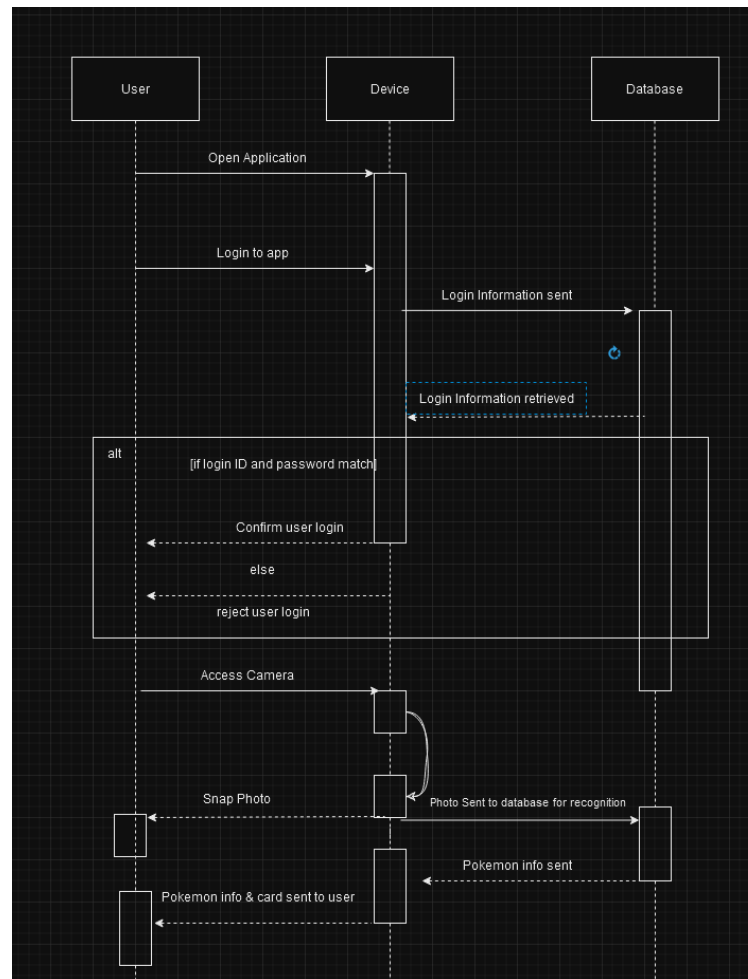 User
Device
Database
Open Application
Login to app
Login Information sent
Login Information retrieved
alt
[if login ID and password match]
Confirm user login
else
reject user login
Access Camera
Snap Photo
Photo Sent to database for recognition
Pokemon info sent
Pokemon info & card sent to user